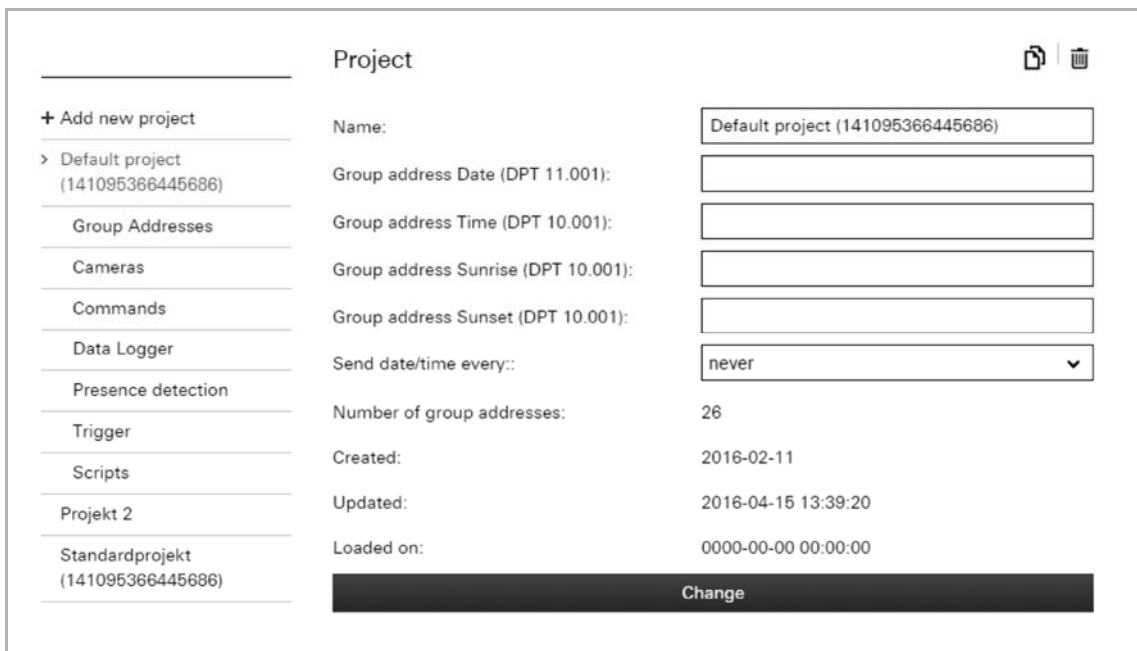 Project
+ Add new project
> Default project
(141095366445686)
Group Addresses
Cameras
Commands
Data Logger
Presence detection
Trigger
Scripts
Projekt 2
Standardprojekt
(141095366445686)
Name: Default project (141095366445686)
Group address Date (DPT 11.001):
Group address Time (DPT 10.001):
Group address Sunrise (DPT 10.001):
Group address Sunset (DPT 10.001):
Send date/time every:: never
Number of group addresses: 26
Created: 2016-02-11
Updated: 2016-04-15 13:39:20
Loaded on: 0000-00-00 00:00:00
Change